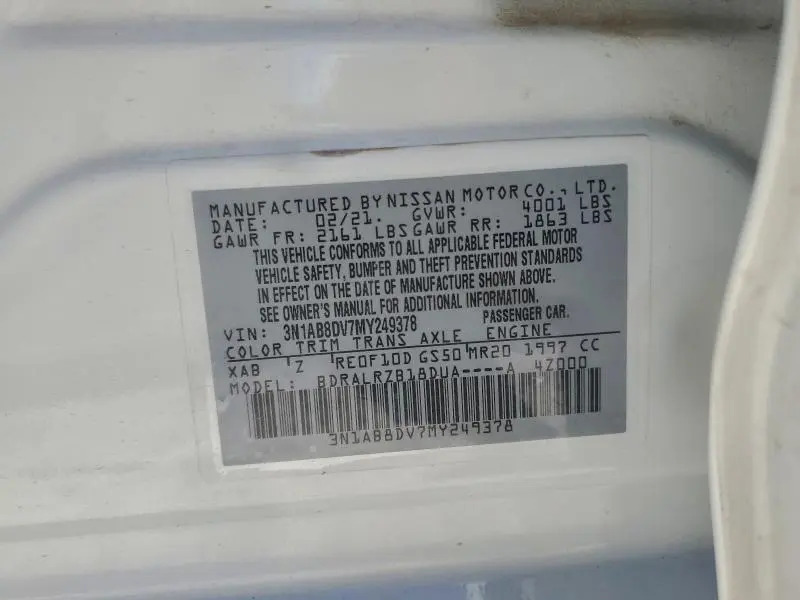 MANUFACTURED BY NISSAN MOTOR CO., LTD.
DATE: 02/21. GVWR: 4001 LBS
GAWR FR: 2161 LBS GAWR RR: 1863 LBS
THIS VEHICLE CONFORMS TO ALL APPLICABLE FEDERAL MOTOR
VEHICLE SAFETY, BUMPER AND THEFT PREVENTION STANDARDS
IN EFFECT ON THE DATE OF MANUFACTURE SHOWN ABOVE.
SEE OWNER'S MANUAL FOR ADDITIONAL INFORMATION.
VIN: 3N1AB8DV7MY249378 PASSENGER CAR.
COLOR TRIM TRANS AXLE ENGINE
XAB Z RE0F10D GS50 MR20 1997 CC
MODEL: BDRALRZB18DUA----A 4Z000
3N1AB8DV7MY249378